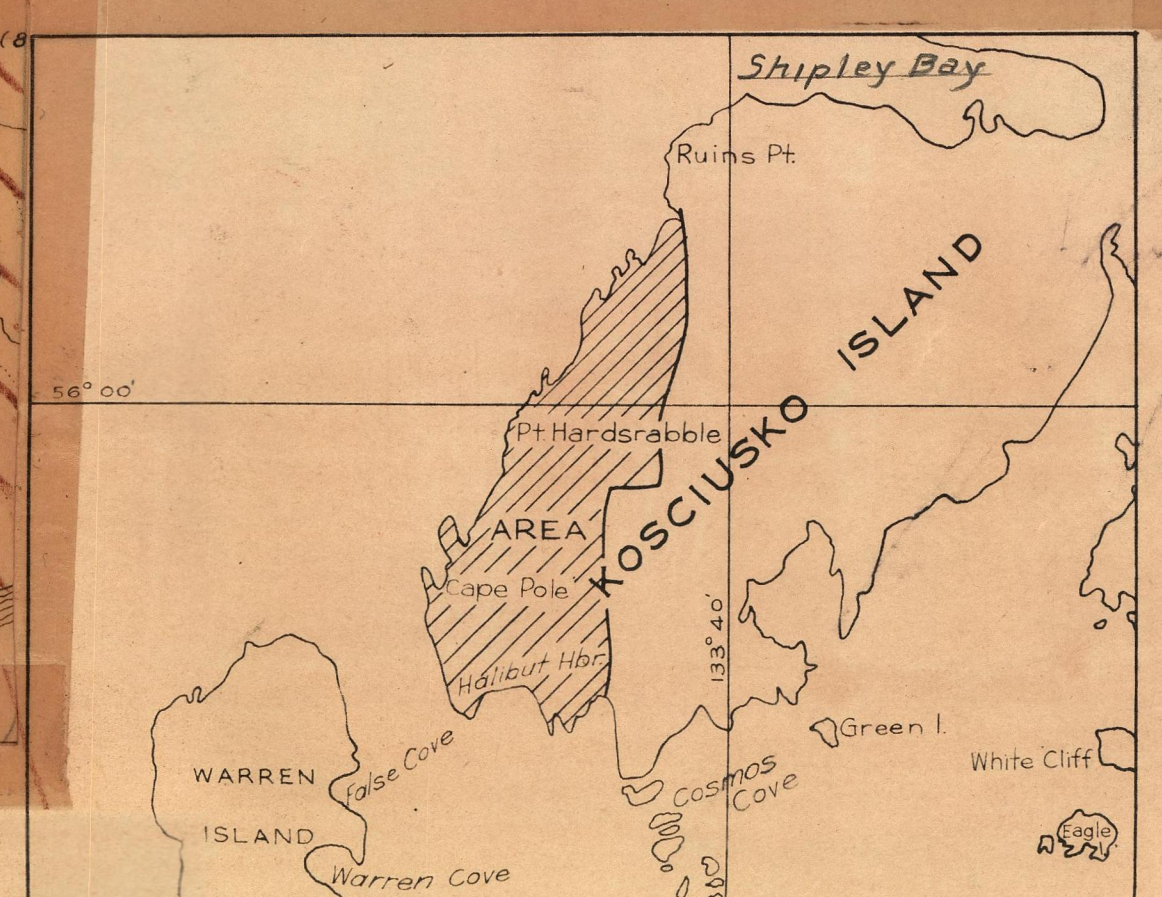 (8
Shipley Bay
Ruins Pt.
KOSCIUSKO ISLAND
56° 00'
Pt. Hardsrabble
AREA
Cape Pole
133° 40'
Halibut Hbr.
False Cove
Green I.
White Cliff
WARREN
ISLAND
Cosmos
Cove
Eagle
I.
Warren Cove